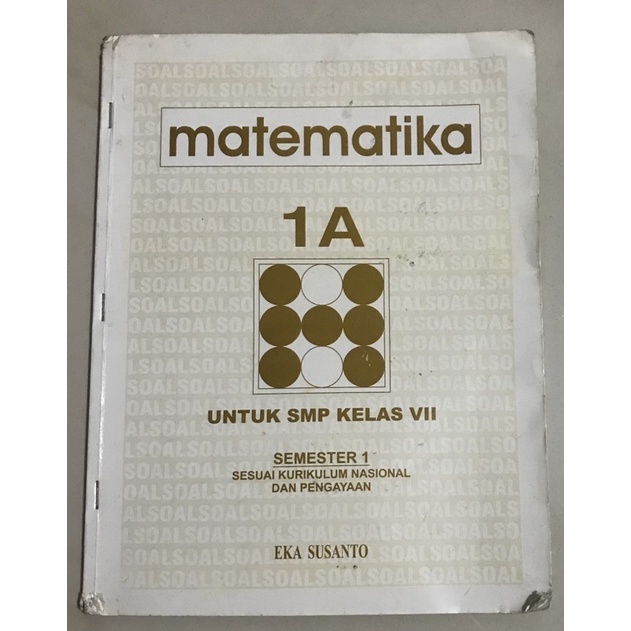 matematika
1A
UNTUK SMP KELAS VII
SEMESTER 1
SESUAI KURIKULUM NASIONAL
DAN PENGAYAAN
EKA SUSANTO